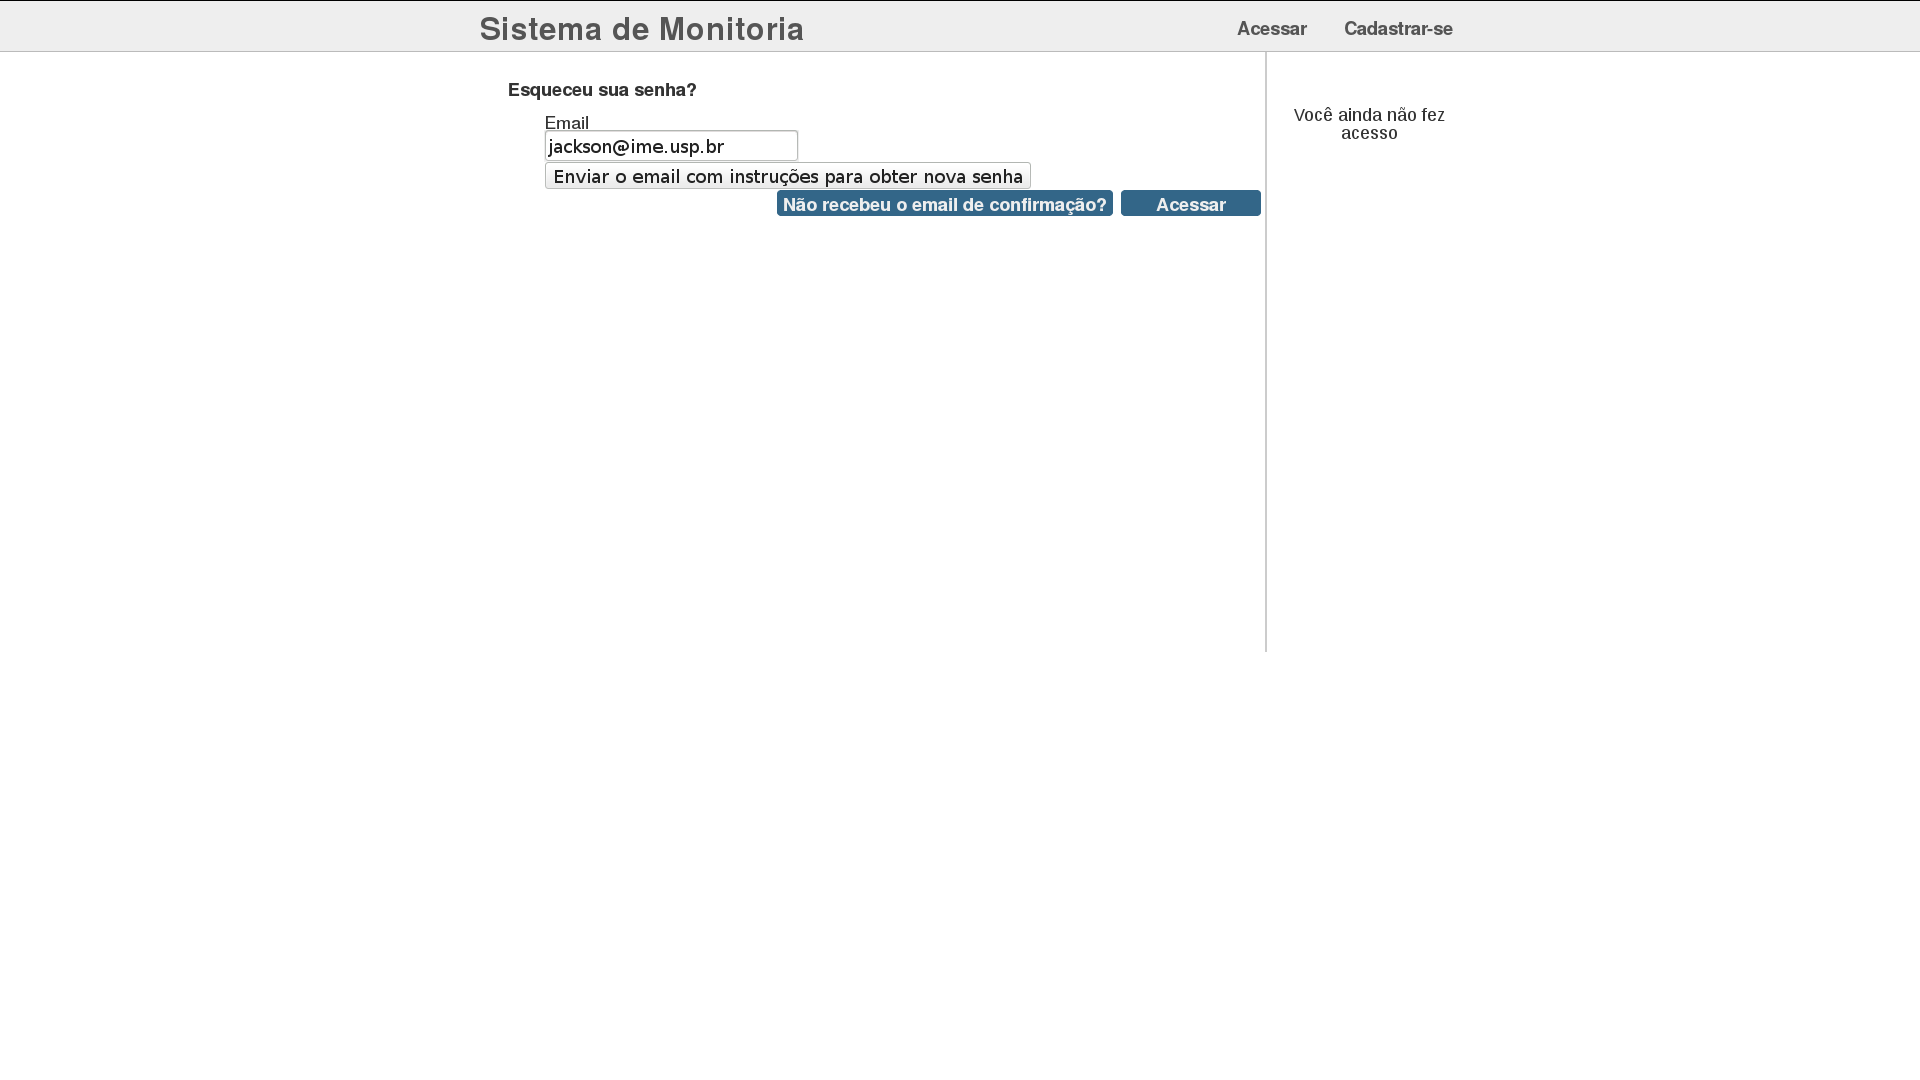 Sistema de Monitoria
Acessar
Cadastrar-se
Esqueceu sua senha?
Email
jackson@ime.usp.br
Enviar o email com instruções para obter nova senha
Não recebeu o email de confirmação?
Acessar
Você ainda não fez
acesso